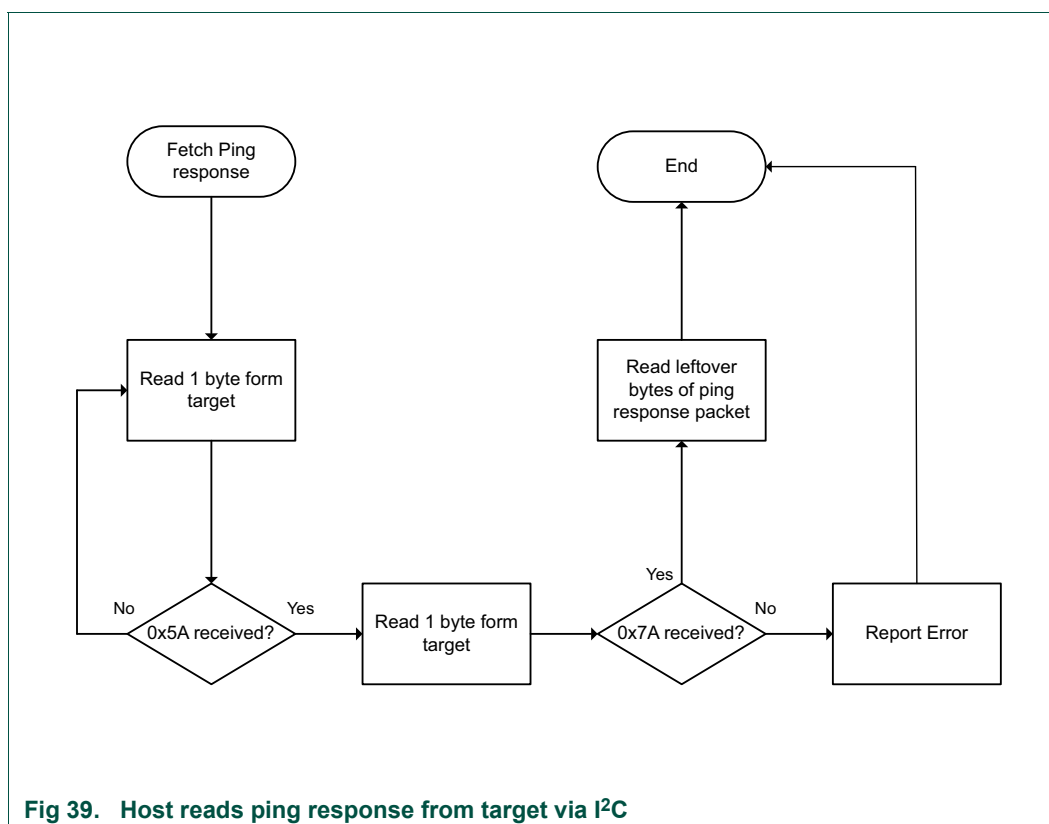 Fetch Ping
response
End
Read 1 byte form
target
Read leftover
bytes of ping
response packet
No
0x5A received?
Yes
Read 1 byte form
target
Yes
0x7A received?
No
Report Error
Fig 39. Host reads ping response from target via I²C